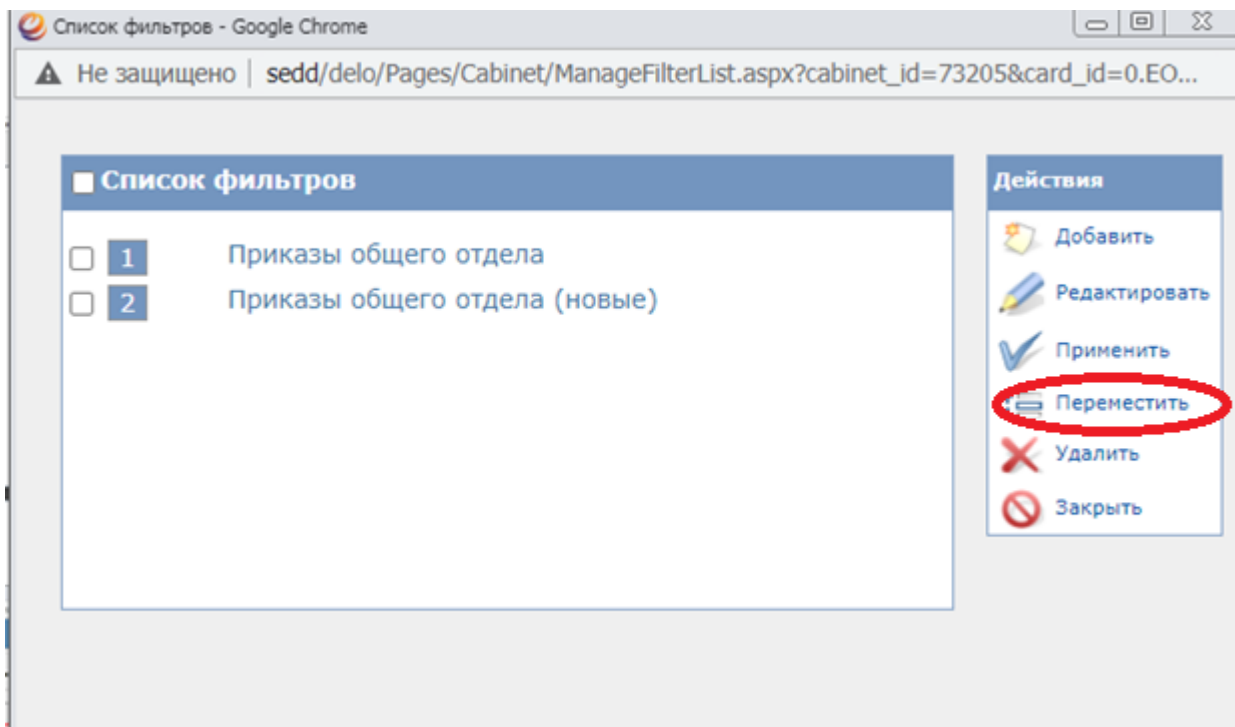 Список фильтров - Google Chrome
Не защищено | sedd/delo/Pages/Cabinet/ManageFilterList.aspx?cabinet_id=73205&card_id=0.EO...
Список фильтров
1 Приказы общего отдела
2 Приказы общего отдела (новые)
Действия
Добавить
Редактировать
Применить
Переместить
Удалить
Закрыть